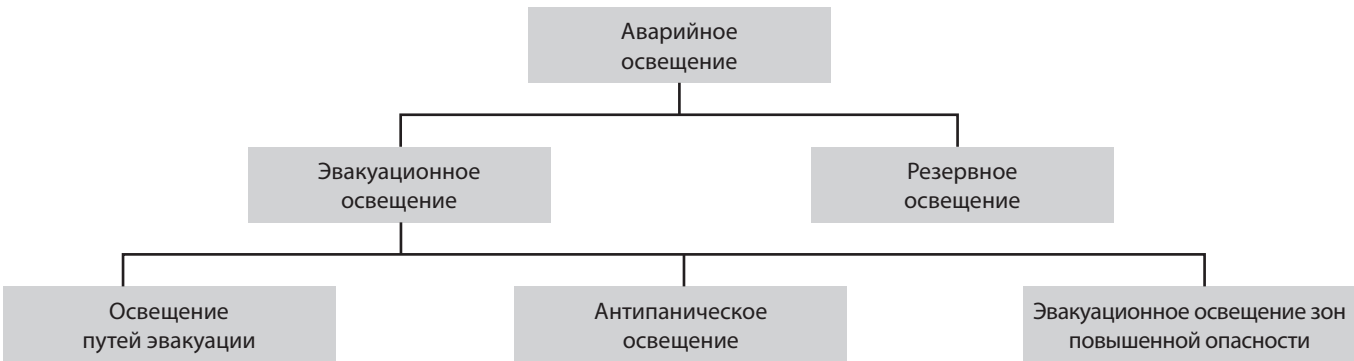 Аварийное
освещение
Эвакуационное
освещение
Резервное
освещение
Освещение
путей эвакуации
Антипаническое
освещение
Эвакуационное освещение зон
повышенной опасности